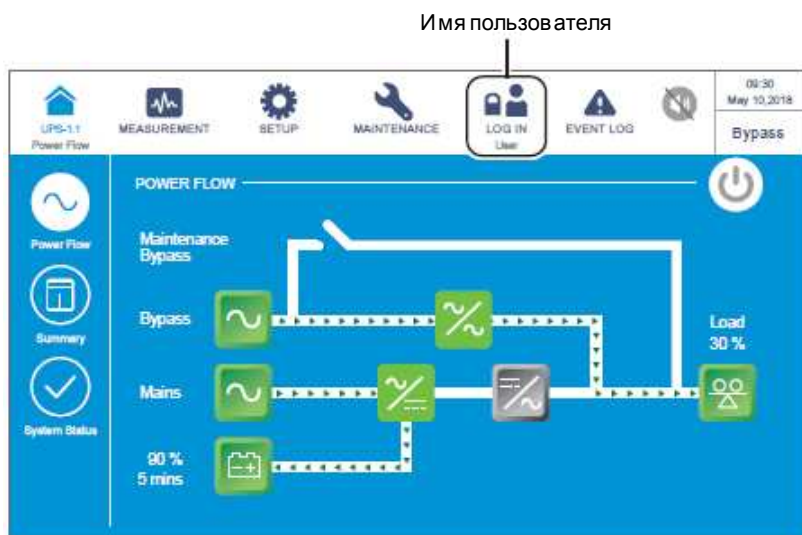 Имя пользователя
09:30
May 10,2018
UPS-1.1
Power Flow
MEASUREMENT
SETUP
MAINTENANCE
LOG IN
User
EVENT LOG
Bypass
POWER FLOW
Power Flow
Maintenance
Bypass
Summary
Bypass
Load
30 %
Mains
System Status
90 %
5 mins